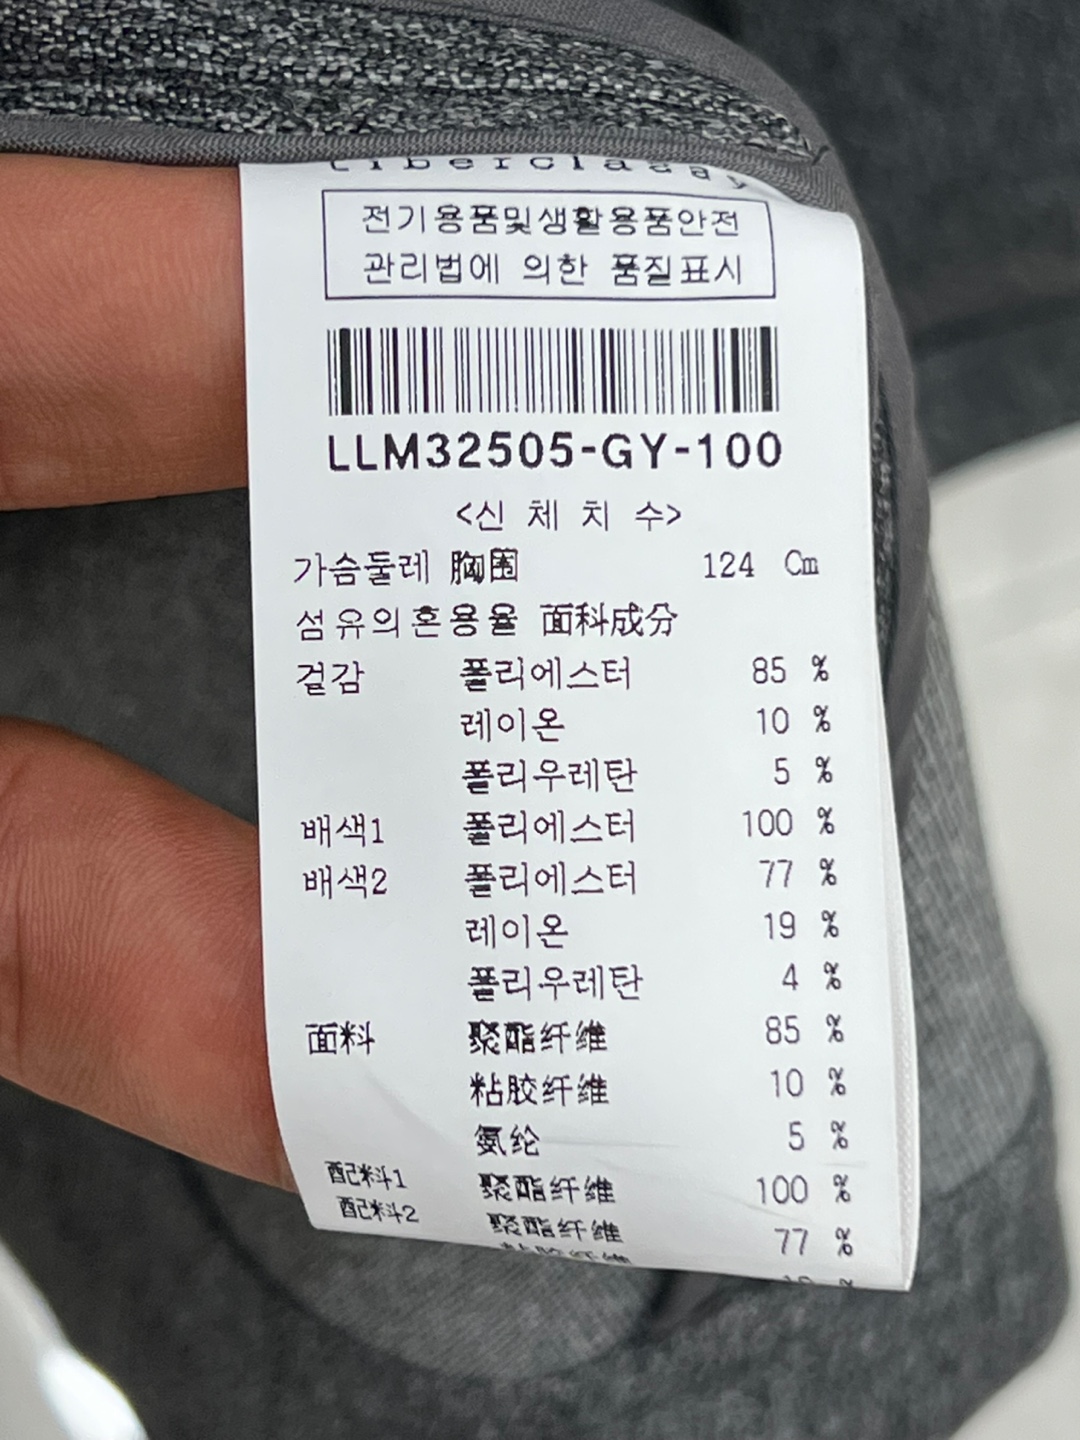 전기용품및생활용품안전
관리법에 의한 품질표시
LLM32505-GY-100
<신 체 치 수>
가슴둘레 胸围 124 Cm
섬유의혼용율 面料成分
겉감 폴리에스터 85 %
레이온 10 %
폴리우레탄 5 %
배색1 폴리에스터 100 %
배색2 폴리에스터 77 %
레이온 19 %
폴리우레탄 4 %
面料 聚酯纤维 85 %
粘胶纤维 10 %
氨纶 5 %
配料1 聚酯纤维 100 %
配料2 聚酯纤维 77 %